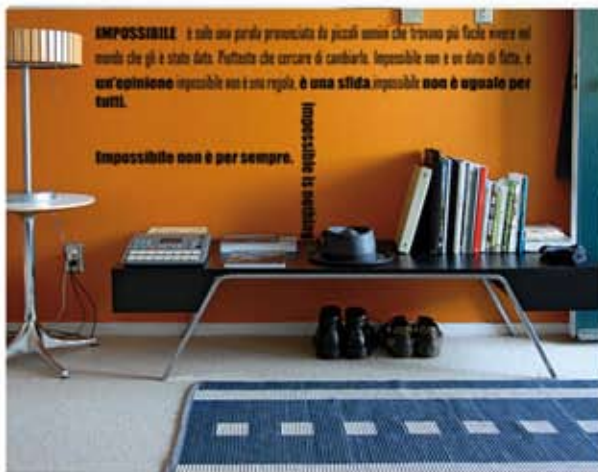 IMPOSSIBILE è solo una parola pronunciata da piccoli uomini che trovano più facile vivere nel
mondo che gli è stato dato. Piuttosto che cercare di cambiarlo. Impossibile non è un dato di fatto, è
un'opinione impossibile non è una regola, è una sfida impossibile non è uguale per
tutti.
Impossibile non è per sempre.
impossible is nothing